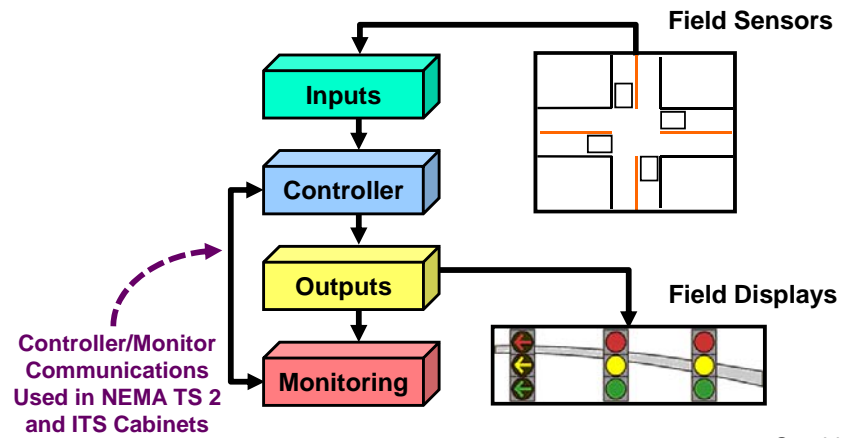 Field Sensors
Inputs
Controller
Outputs
Field Displays
Monitoring
Controller/Monitor
Communications
Used in NEMA TS 2
and ITS Cabinets